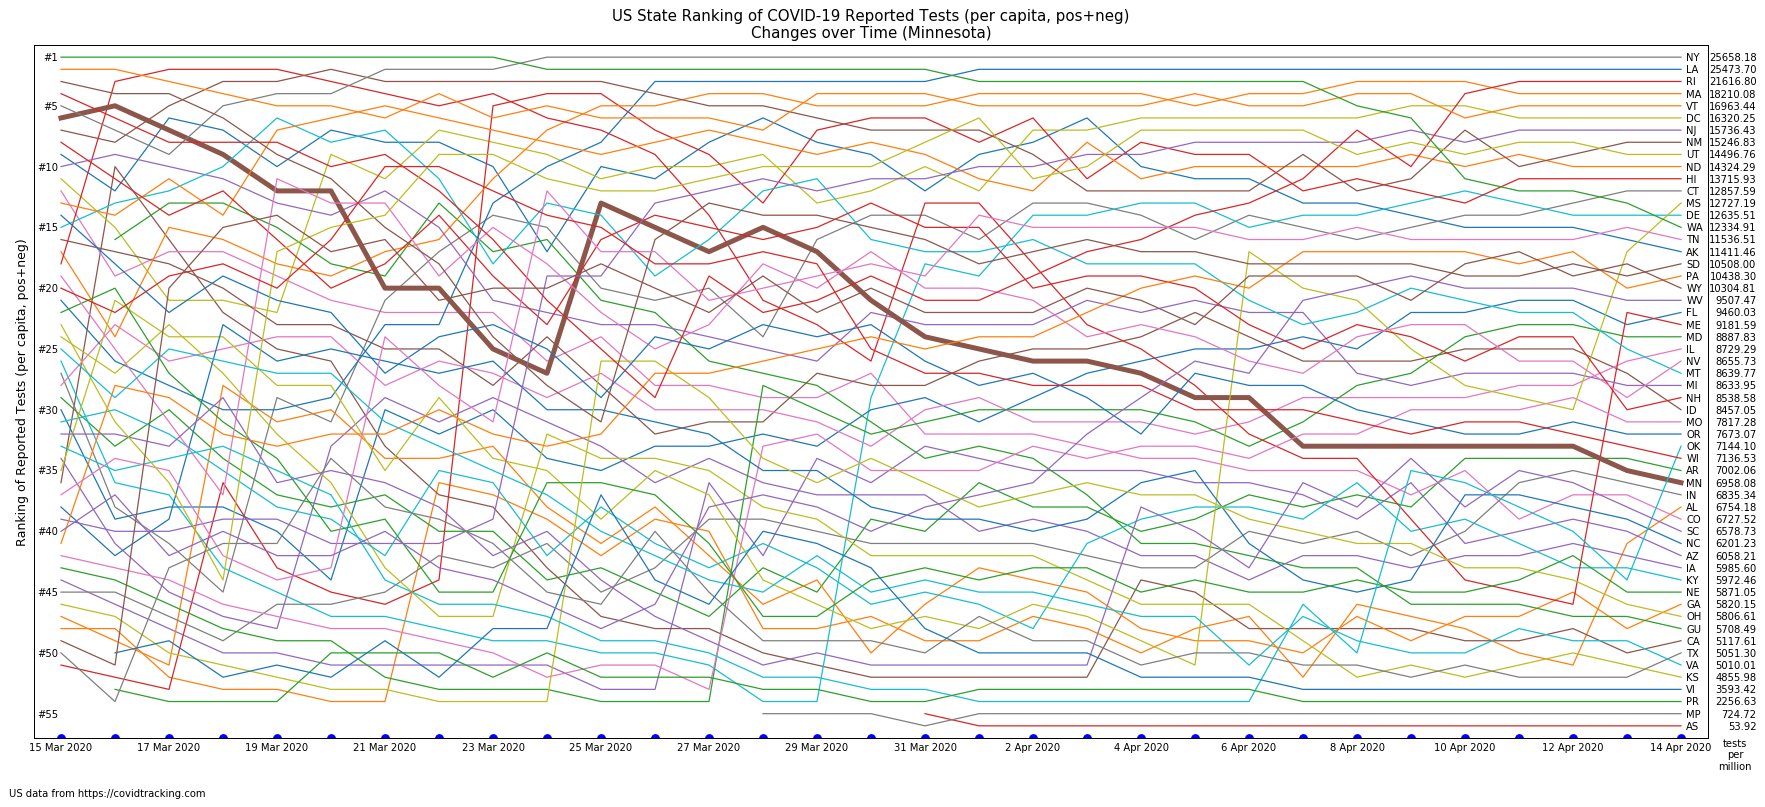 US State Ranking of COVID-19 Reported Tests (per capita, pos+neg)
Changes over Time (Minnesota)
Ranking of Reported Tests (per capita, pos+neg)
#1
#5
#10
#15
#20
#25
#30
#35
#40
#45
#50
#55
NY 25658.18
LA 25473.70
RI 21616.80
MA 18210.08
VT 16963.44
DC 16320.25
NJ 15736.43
NM 15246.83
UT 14496.76
ND 14324.29
HI 13715.93
CT 12857.59
MS 12727.19
DE 12635.51
WA 12334.91
TN 11536.51
AK 11411.46
SD 10508.00
PA 10438.30
WY 10304.81
WV 9507.47
FL 9460.03
ME 9181.59
MD 8887.83
IL 8729.29
NV 8655.73
MT 8639.77
MI 8633.95
NH 8538.58
ID 8457.05
MO 7817.28
OR 7673.07
OK 7144.10
WI 7136.53
AR 7002.06
MN 6958.08
IN 6835.34
AL 6754.18
CO 6727.52
SC 6578.73
NC 6201.23
AZ 6058.21
IA 5985.60
KY 5972.46
NE 5871.05
GA 5820.15
OH 5806.61
GU 5708.49
CA 5117.61
TX 5051.30
VA 5010.01
KS 4855.98
VI 3593.42
PR 2256.63
MP 724.72
AS 53.92
15 Mar 2020 17 Mar 2020 19 Mar 2020 21 Mar 2020 23 Mar 2020 25 Mar 2020 27 Mar 2020 29 Mar 2020 31 Mar 2020 2 Apr 2020 4 Apr 2020 6 Apr 2020 8 Apr 2020 10 Apr 2020 12 Apr 2020 14 Apr 2020
tests
per
million
US data from https://covidtracking.com